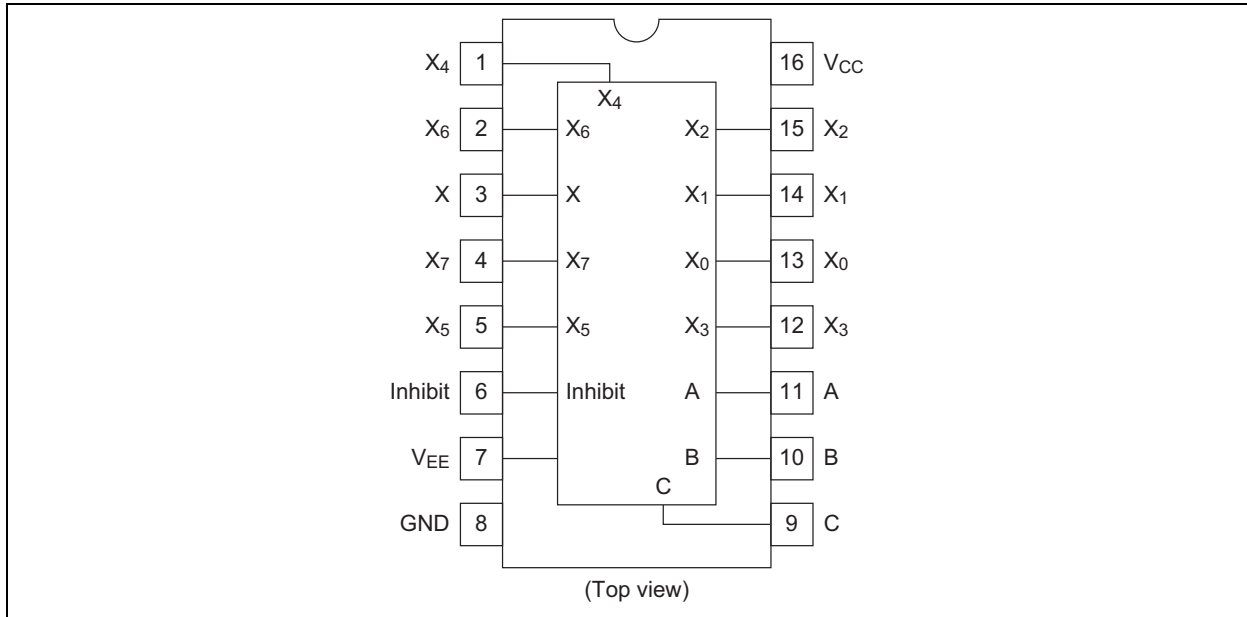 X4 1 16 VCC
X4
X6 2 X6 X2 15 X2
X 3 X X1 14 X1
X7 4 X7 X0 13 X0
X5 5 X5 X3 12 X3
Inhibit 6 Inhibit A 11 A
VEE 7 B 10 B
C
GND 8 9 C
(Top view)